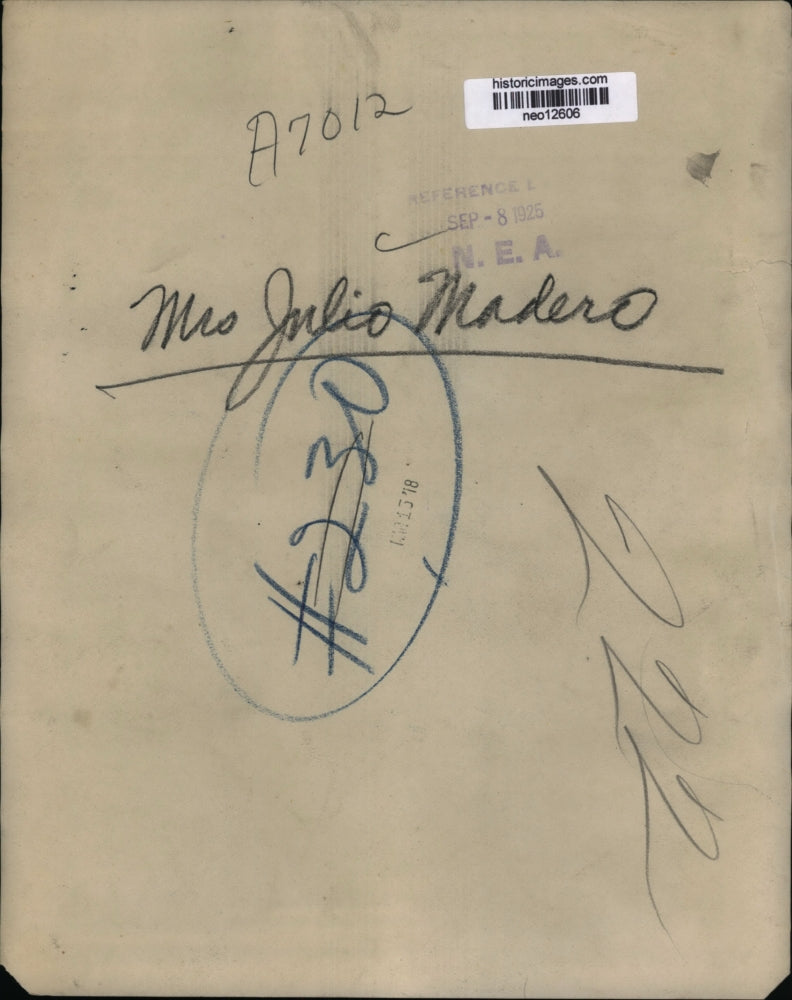 historicimages.com
neo12606
A7012
REFERENCE
SEP - 8 1925
N. E. A.
Mrs Julio Madero
#230